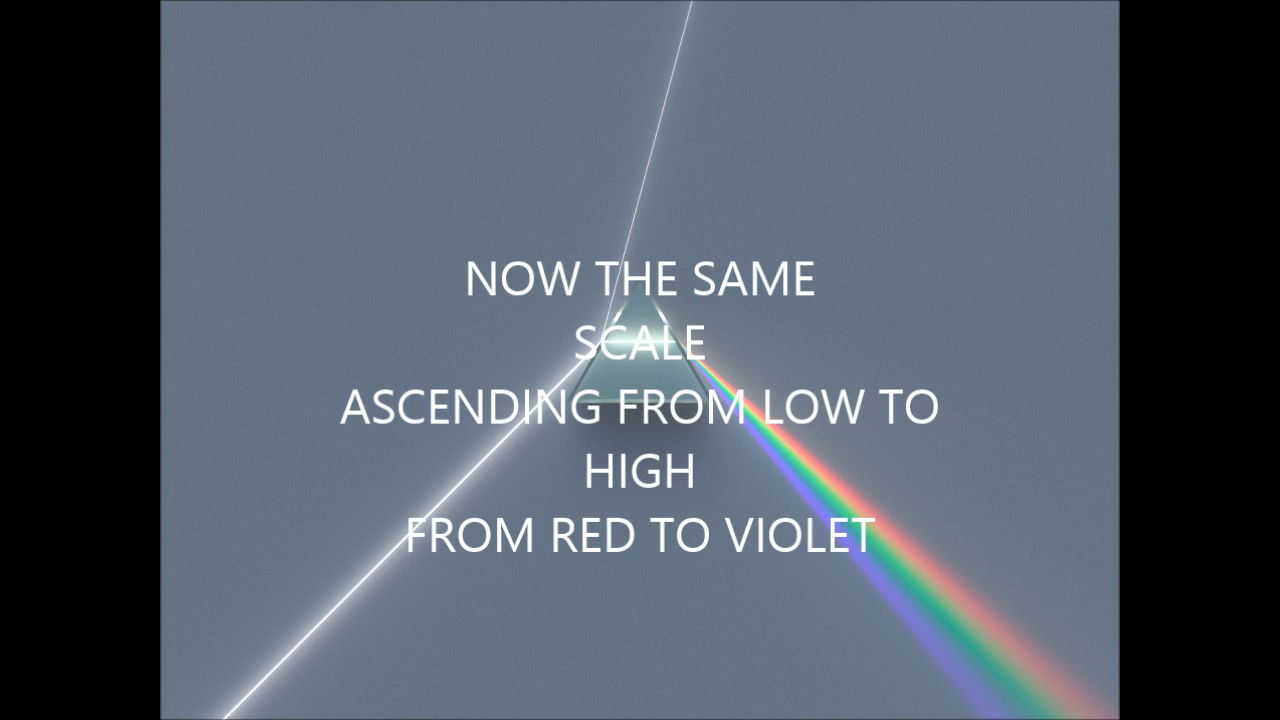 NOW THE SAME
SCALE
ASCENDING FROM LOW TO
HIGH
FROM RED TO VIOLET